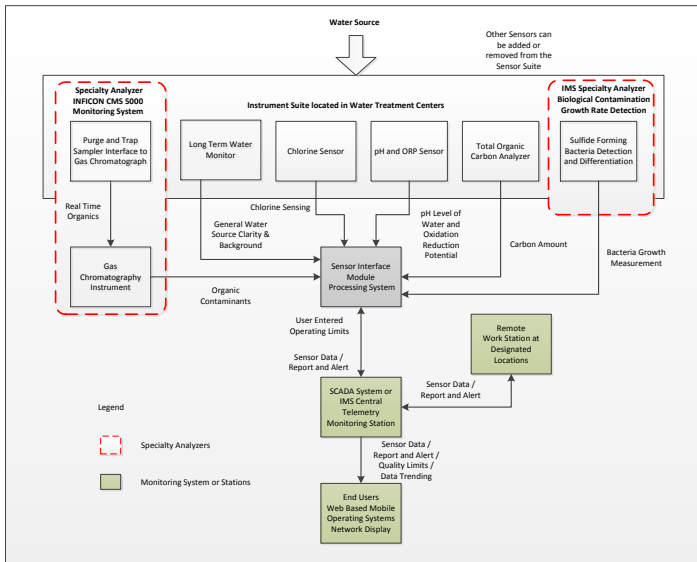 Water Source
Other Sensors can
be added or
removed from the
Sensor Suite
Specialty Analyzer
INFICON CMS 5000
Monitoring System
Instrument Suite located in Water Treatment Centers
IMS Specialty Analyzer
Biological Contamination
Growth Rate Detection
Purge and Trap
Sampler Interface to
Gas Chromatograph
Long Term Water
Monitor
Chlorine Sensor
pH and ORP Sensor
Total Organic
Carbon Analyzer
Sulfide Forming
Bacteria Detection
and Differentiation
Real Time
Organics
Chlorine Sensing
General Water
Source Clarity &
Background
pH Level of
Water and
Oxidation
Reduction
Potential
Carbon Amount
Bacteria Growth
Measurement
Gas
Chromatography
Instrument
Organic
Contaminants
Sensor Interface
Module
Processing System
User Entered
Operating Limits
Sensor Data /
Report and Alert
Remote
Work Station at
Designated
Locations
Sensor Data /
Report and Alert
SCADA System or
IMS Central
Telemetry
Monitoring Station
Legend
Specialty Analyzers
Monitoring System or Stations
Sensor Data /
Report and Alert /
Quality Limits /
Data Trending
End Users
Web Based Mobile
Operating Systems
Network Display